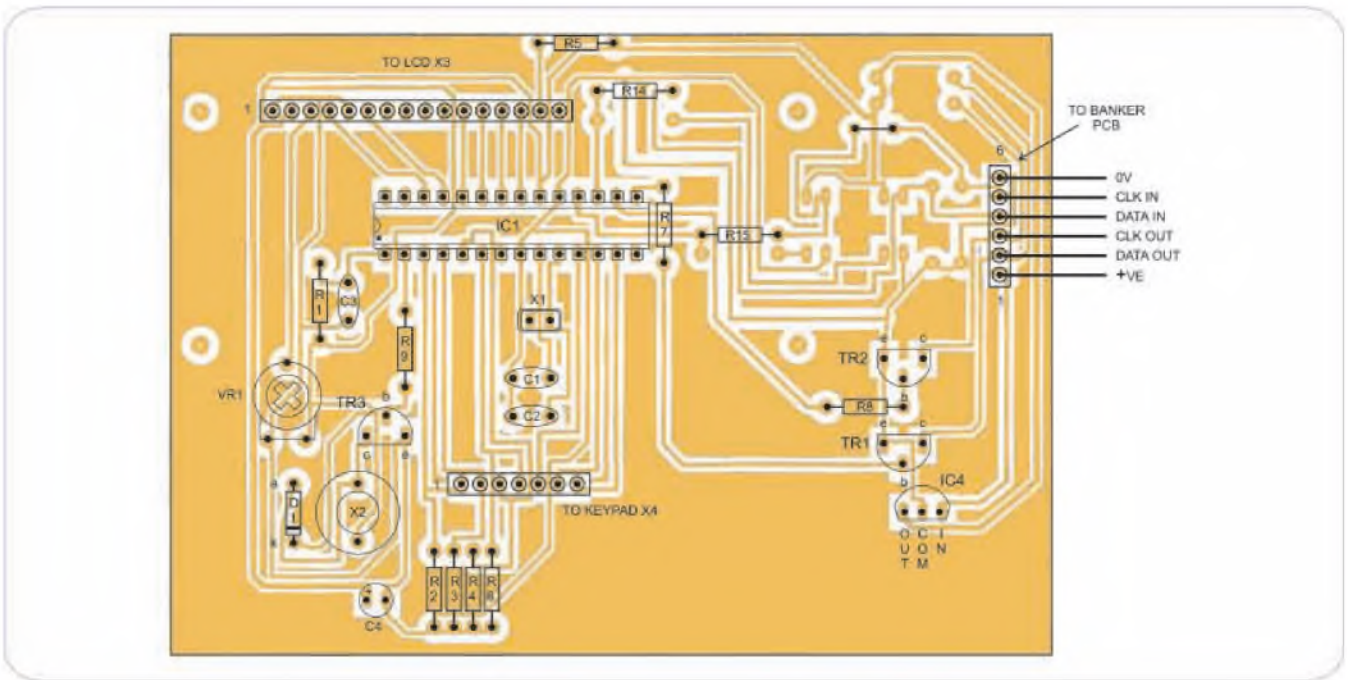 R5
TO LCD X3
R14
1
TO BANKER
PCB
6
0V
CLK IN
DATA IN
CLK OUT
DATA OUT
+VE
1
IC1
R7
R15
X1
R1
C3
R9
C1
C2
VR1
TR3
b
c
e
TR2
e
c
b
R8
TR1
e
c
b
IC4
OUT
COM
IN
a
D1
k
X2
1
TO KEYPAD X4
R2
R3
R4
R6
+
C4